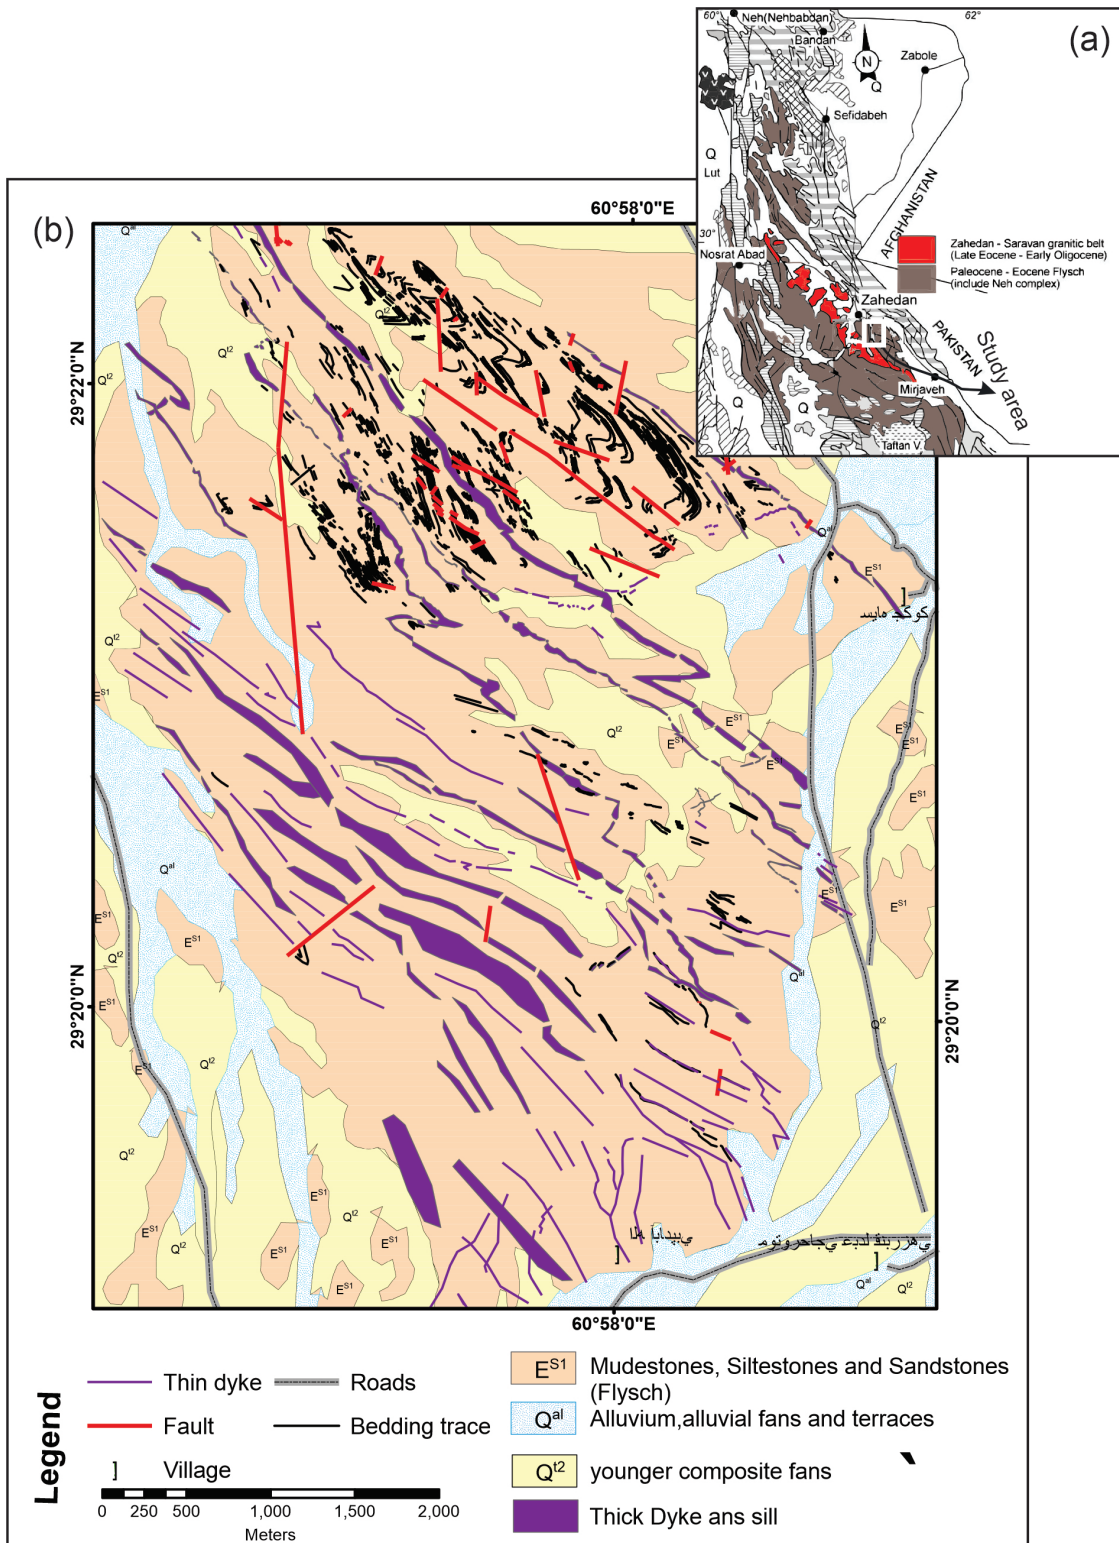 (a)
60°
62°
Neh(Nehbabdan)
Bandan
N
Q
Zabole
Sefidabeh
Q
Lut
AFGHANISTAN
30°
Nosrat Abad
Zahedan - Saravan granitic belt
(Late Eocene - Early Oligocene)
Paleocene - Eocene Flysch
(include Neh complex)
Zahedan
PAKISTAN
Study area
Mirjaveh
Q
Q
Taftan V.
(b)
60°58'0"E
Qal
Qt2
Qt2
29°22'0"N
Qt2
Qal
ES1
Qt2
ES1
ES1
Qt2
ES1
ES1
ES1
ES1
ES1
Qal
ES1
ES1
ES1
ES1
Qt2
Qal
ES1
29°20'0"N
29°20'0"N
Qt2
ES1
Qt2
Qt2
ES1
Qt2
ES1
Qt2
ES1
ES1
ES1
Qal
Qt2
60°58'0"E
Legend
Thin dyke
Roads
Fault
Bedding trace
Village
0 250 500 1,000 1,500 2,000
Meters
ES1 Mudestones, Siltestones and Sandstones
(Flysch)
Qal Alluvium,alluvial fans and terraces
Qt2 younger composite fans
Thick Dyke ans sill